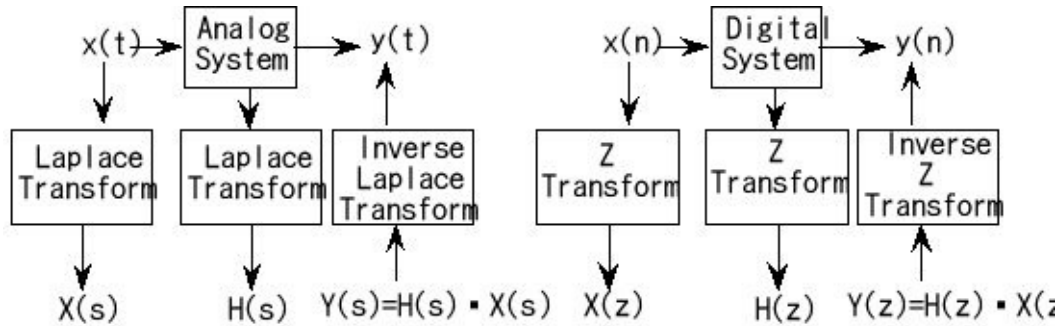 x(t)
Analog
System
y(t)
Laplace
Transform
Laplace
Transform
Inverse
Laplace
Transform
X(s)
H(s)
Y(s)=H(s)▪X(s)
x(n)
Digital
System
y(n)
Z
Transform
Z
Transform
Inverse
Z
Transform
X(z)
H(z)
Y(z)=H(z)▪X(z